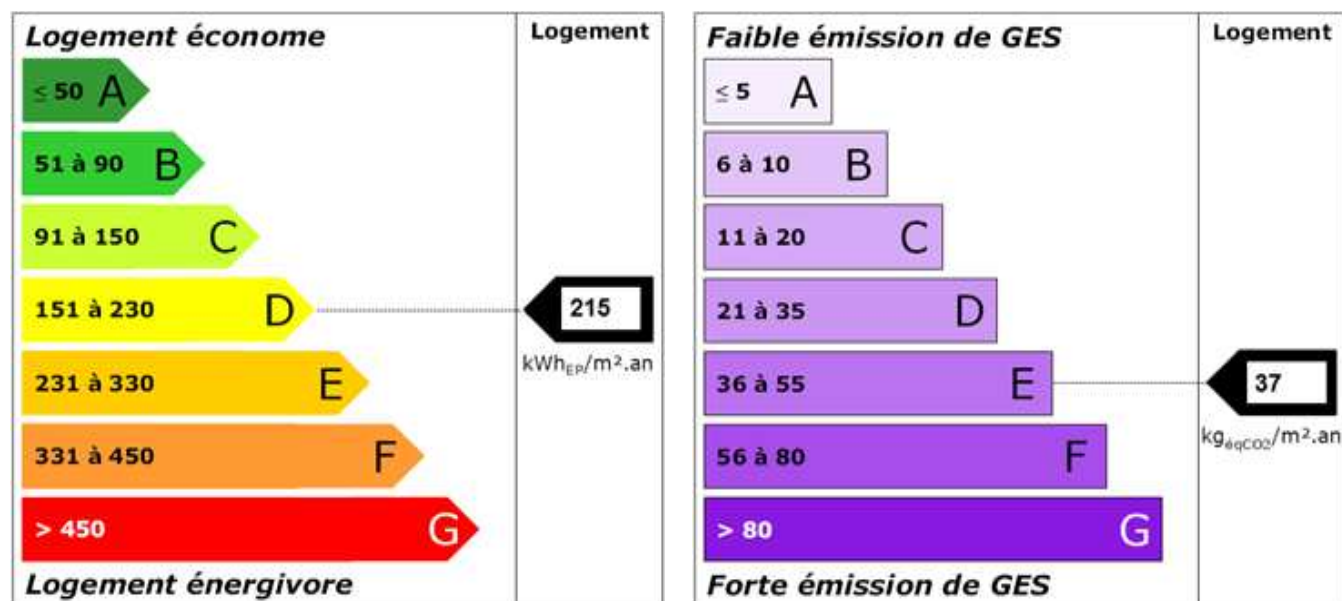 Logement économe
Logement
≤ 50 A
51 à 90 B
91 à 150 C
151 à 230 D
215
kWhEP/m².an
231 à 330 E
331 à 450 F
> 450 G
Logement énergivore
Faible émission de GES
Logement
≤ 5 A
6 à 10 B
11 à 20 C
21 à 35 D
36 à 55 E
37
kgéqCO2/m².an
56 à 80 F
> 80 G
Forte émission de GES